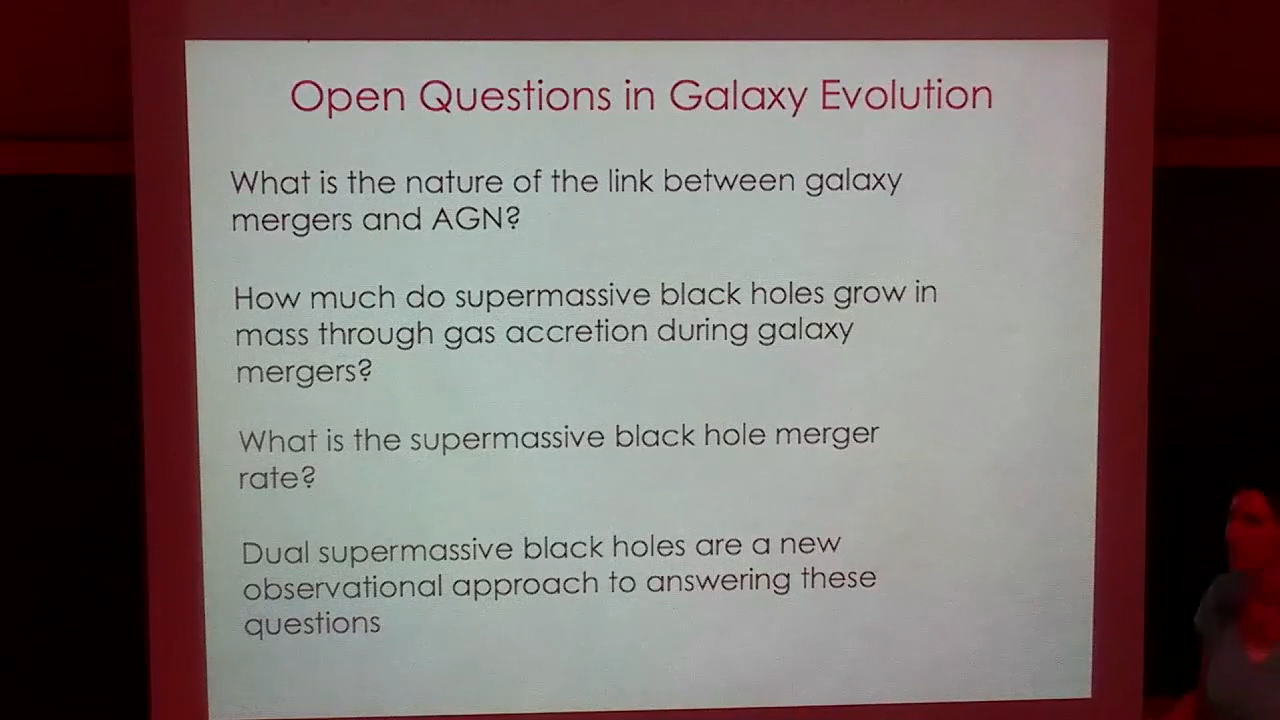 Open Questions in Galaxy Evolution
What is the nature of the link between galaxy
mergers and AGN?
How much do supermassive black holes grow in
mass through gas accretion during galaxy
mergers?
What is the supermassive black hole merger
rate?
Dual supermassive black holes are a new
observational approach to answering these
questions